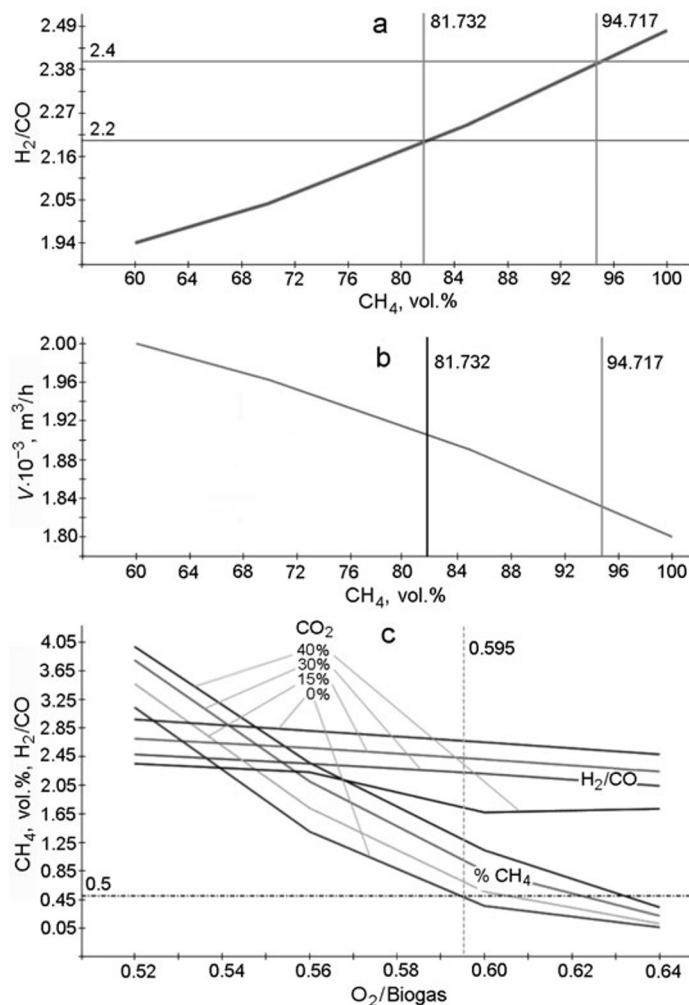 a
2.49
2.38
2.27
2.16
2.05
1.94
H₂/CO
2.4
2.2
81.732
94.717
60 64 68 72 76 80 84 88 92 96 100
CH₄, vol.%
b
2.00
1.96
1.92
1.88
1.84
1.80
V·10⁻³, m³/h
81.732
94.717
60 64 68 73 76 80 84 88 92 96 100
CH₄, vol.%
c
4.05
3.65
3.25
2.85
2.45
2.05
1.65
1.25
0.85
0.45
0.05
CH₄, vol.%, H₂/CO
CO₂
40%
30%
15%
0%
0.595
H₂/CO
% CH₄
0.5
0.52 0.54 0.56 0.58 0.60 0.62 0.64
O₂/Biogas